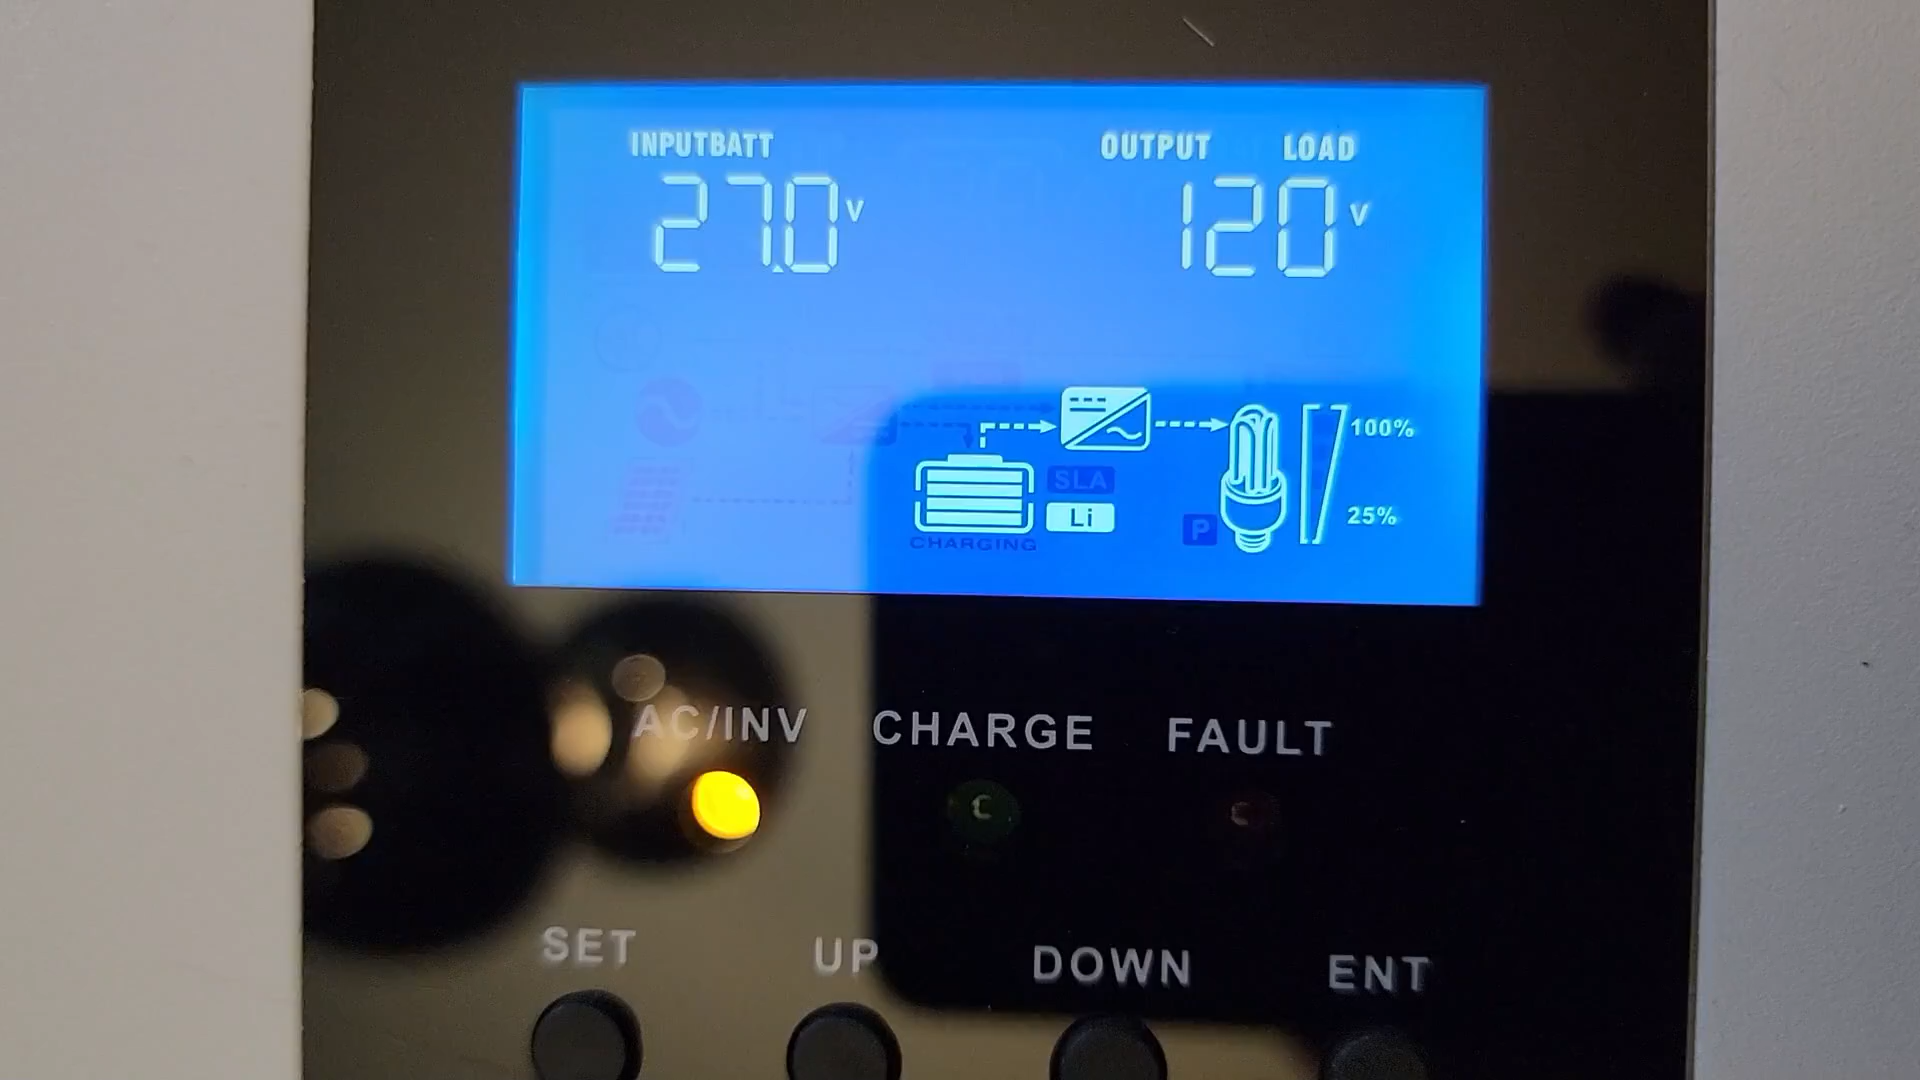 INPUTBATT OUTPUT LOAD
27.0V 120V
100%
SLA
Li
P
25%
CHARGING
AC/INV CHARGE FAULT
SET UP DOWN ENT